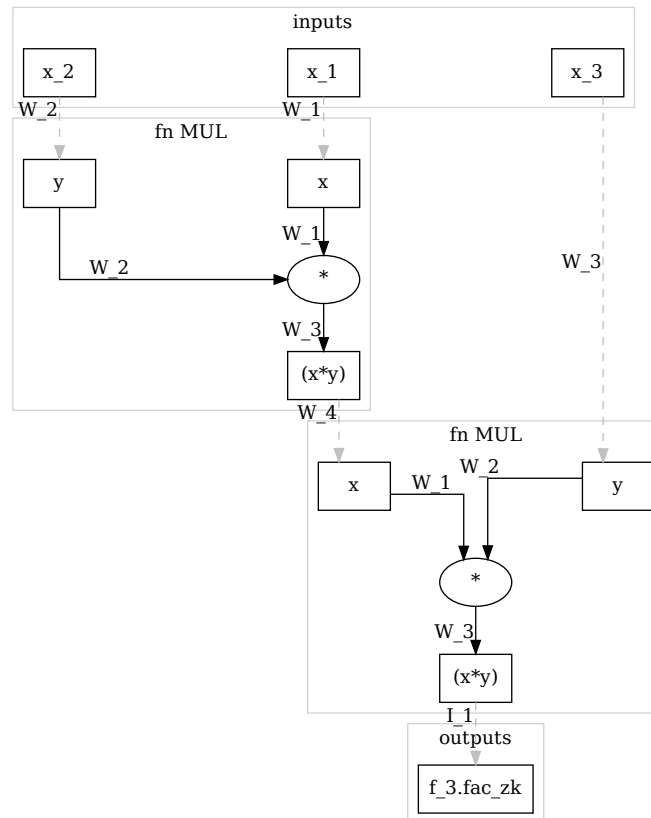 inputs
x_2
x_1
x_3
W_2
W_1
fn MUL
y
x
W_1
W_2
W_3
*
W_3
(x*y)
W_4
fn MUL
x
W_1
W_2
y
*
W_3
(x*y)
I_1
outputs
f_3.fac_zk